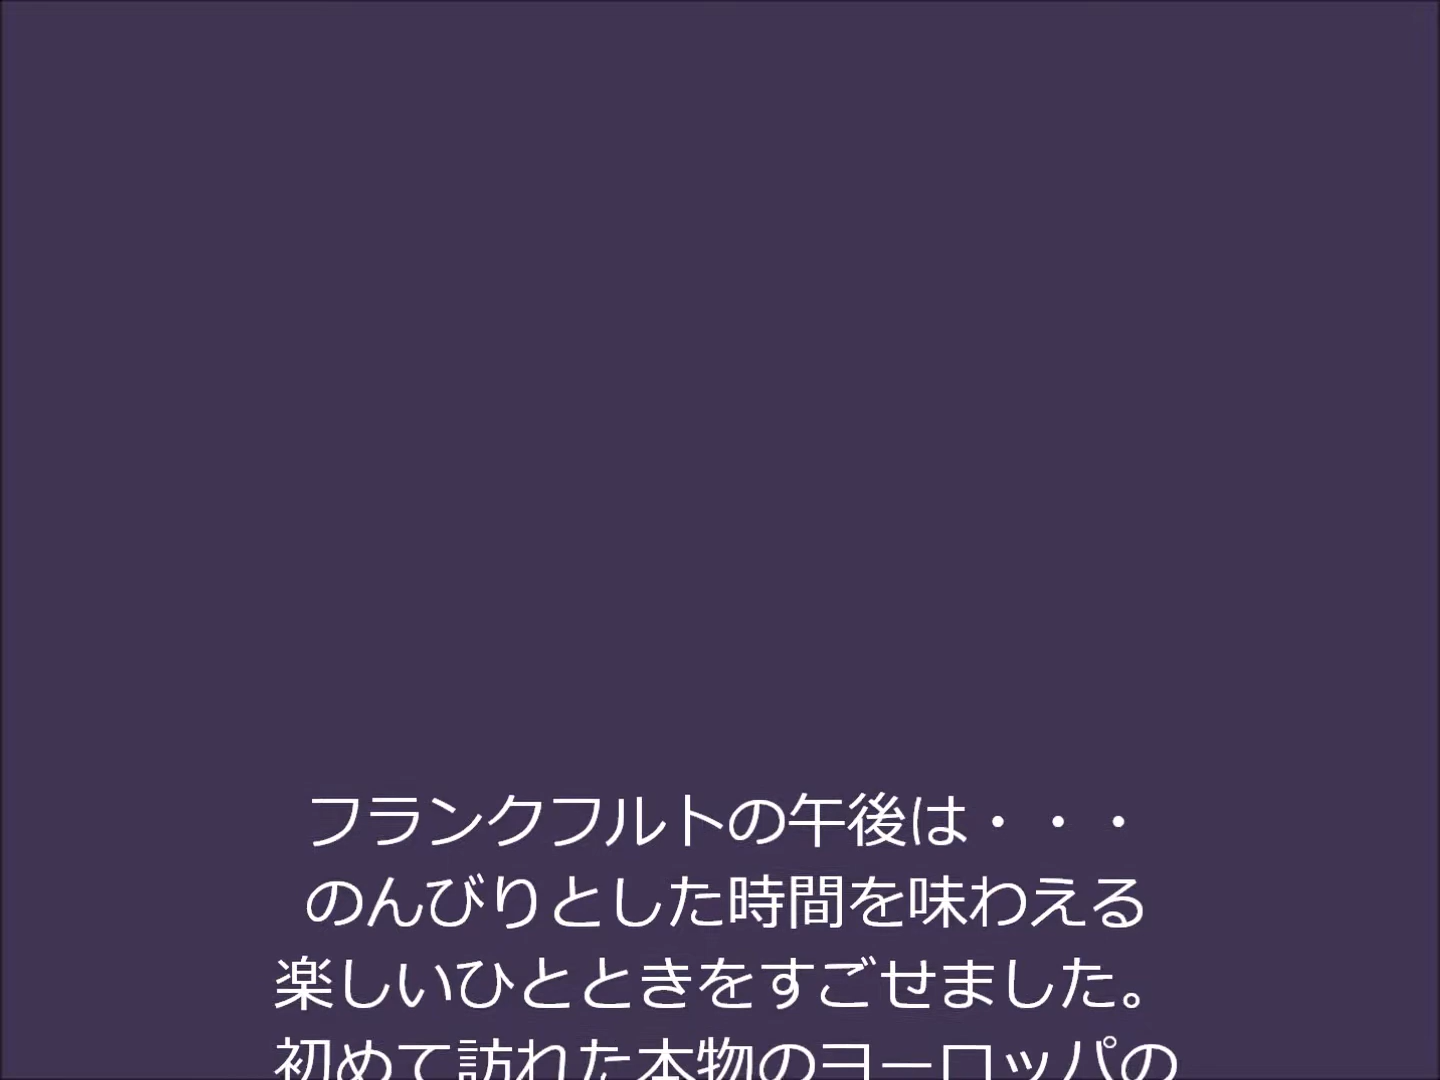 フランクフルトの午後は・・・
のんびりとした時間を味わえる
楽しいひとときをすごせました。
初めて訪れた本物のヨーロッパの